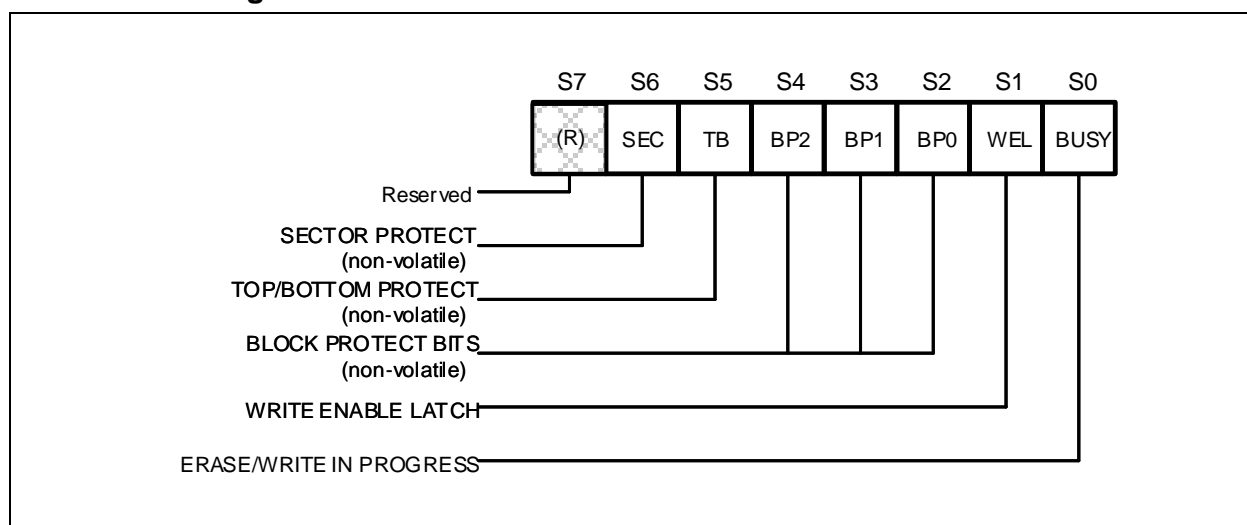 S7 S6 S5 S4 S3 S2 S1 S0
(R) SEC TB BP2 BP1 BP0 WEL BUSY
Reserved
SECTOR PROTECT
(non-volatile)
TOP/BOTTOM PROTECT
(non-volatile)
BLOCK PROTECT BITS
(non-volatile)
WRITE ENABLE LATCH
ERASE/WRITE IN PROGRESS